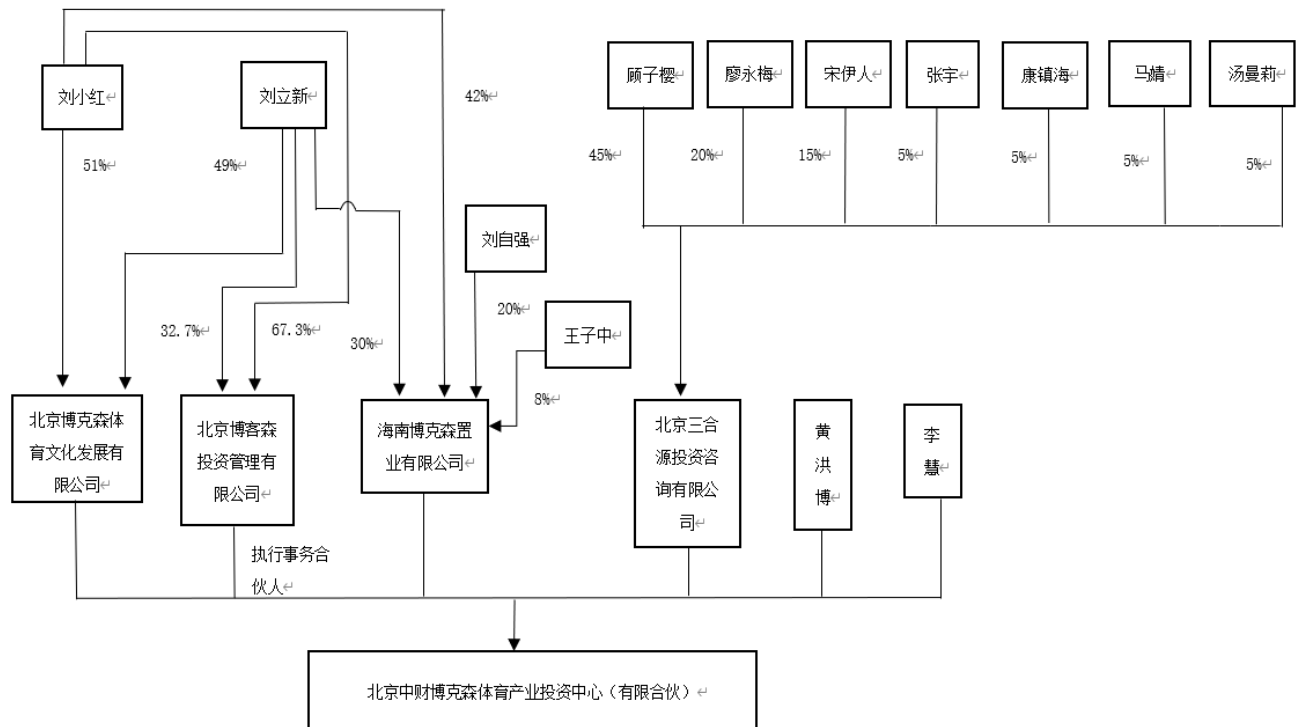 刘小红
刘立新
42%
顾子樱
廖永梅
宋伊人
张宇
康镇海
马婧
汤曼莉
51%
49%
45%
20%
15%
5%
5%
5%
5%
刘自强
20%
王子中
32.7%
67.3%
30%
8%
北京博克森体
育文化发展有
限公司
北京博客森
投资管理有
限公司
海南博克森置
业有限公司
北京三合
源投资咨
询有限公
司
黄
洪
博
李
慧
执行事务合
伙人
北京中财博克森体育产业投资中心（有限合伙）